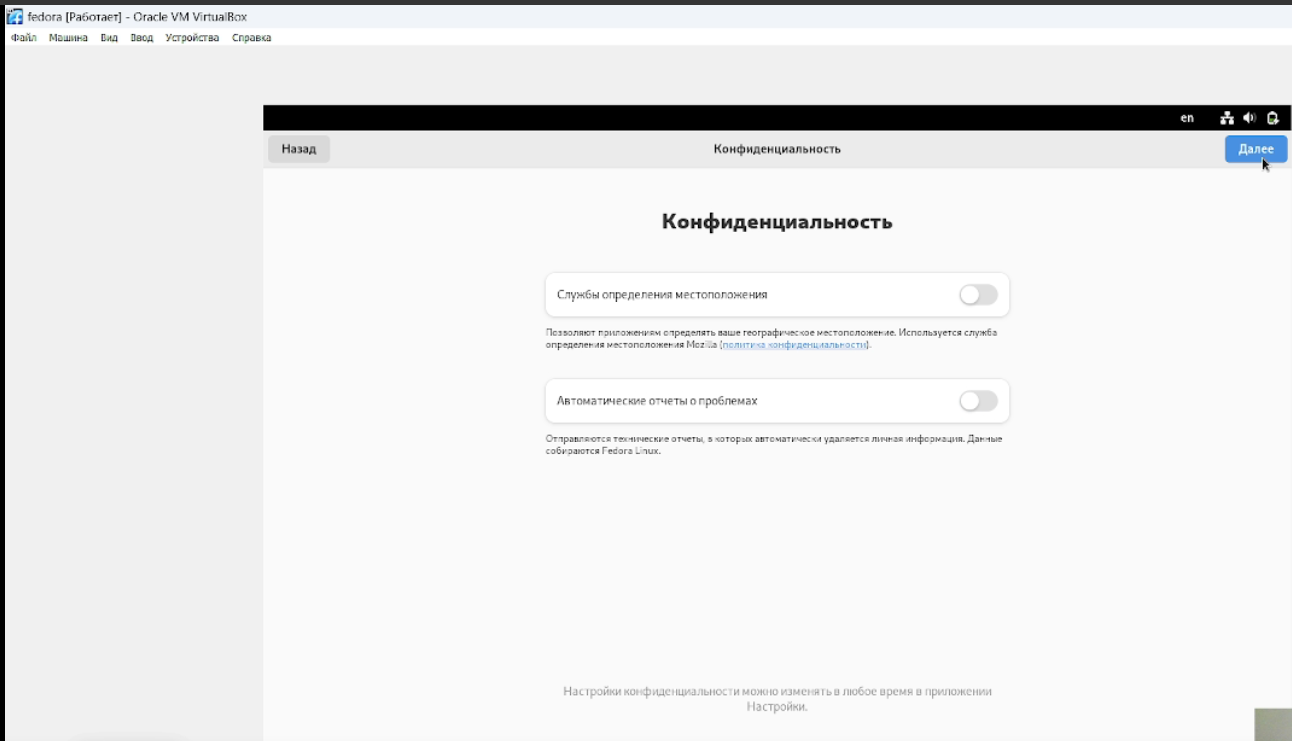 fedora [Работает] - Oracle VM VirtualBox
Файл Машина Вид Ввод Устройства Справка
en
Назад Конфиденциальность Далее
Конфиденциальность
Службы определения местоположения
Позволяют приложениям определять ваше географическое местоположение. Используется служба
определения местоположения Mozilla (политика конфиденциальности).
Автоматические отчеты о проблемах
Отправляются технические отчеты, в которых автоматически удаляется личная информация. Данные
собираются Fedora Linux.
Настройки конфиденциальности можно изменять в любое время в приложении
Настройки.